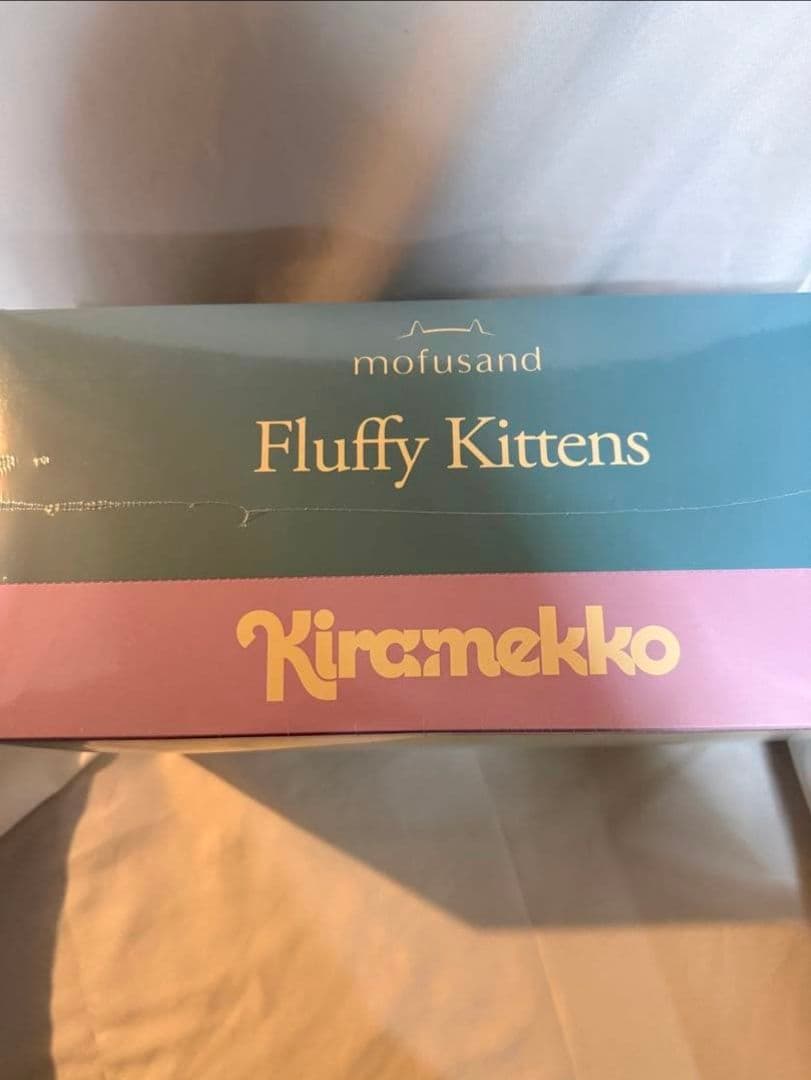 mofusand
Fluffy Kittens
Kiramekko